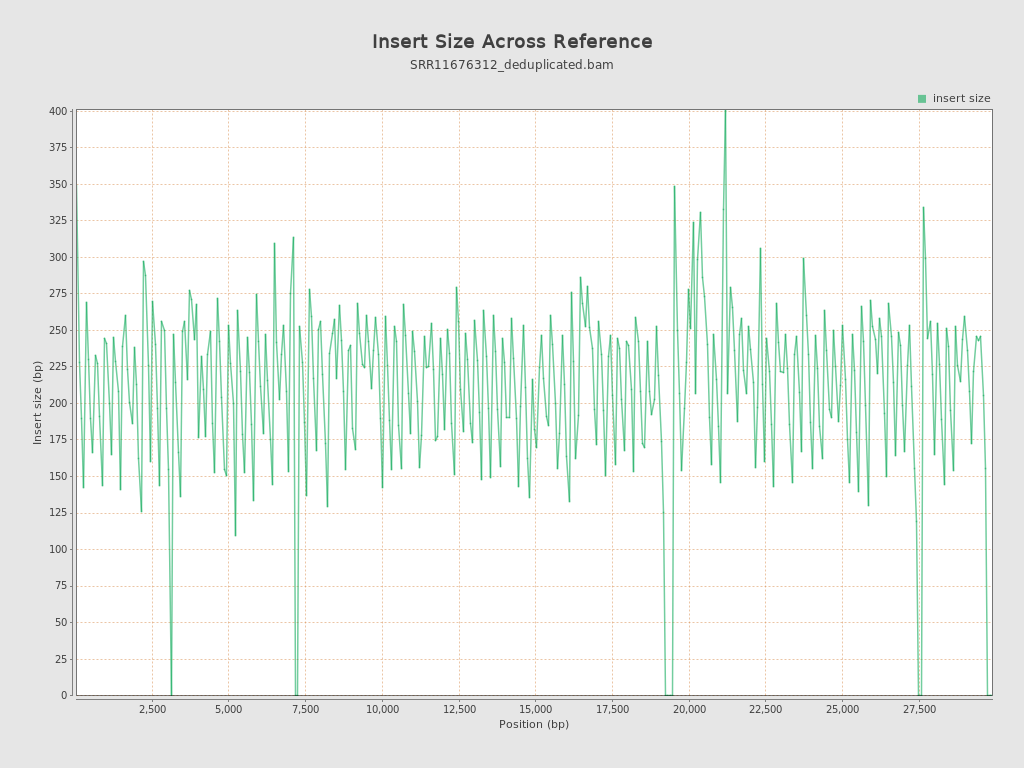 Insert Size Across Reference
SRR11676312_deduplicated.bam
insert size
400
375
350
325
300
275
250
225
200
175
150
125
100
75
50
25
0
Insert size (bp)
2,500 5,000 7,500 10,000 12,500 15,000 17,500 20,000 22,500 25,000 27,500
Position (bp)